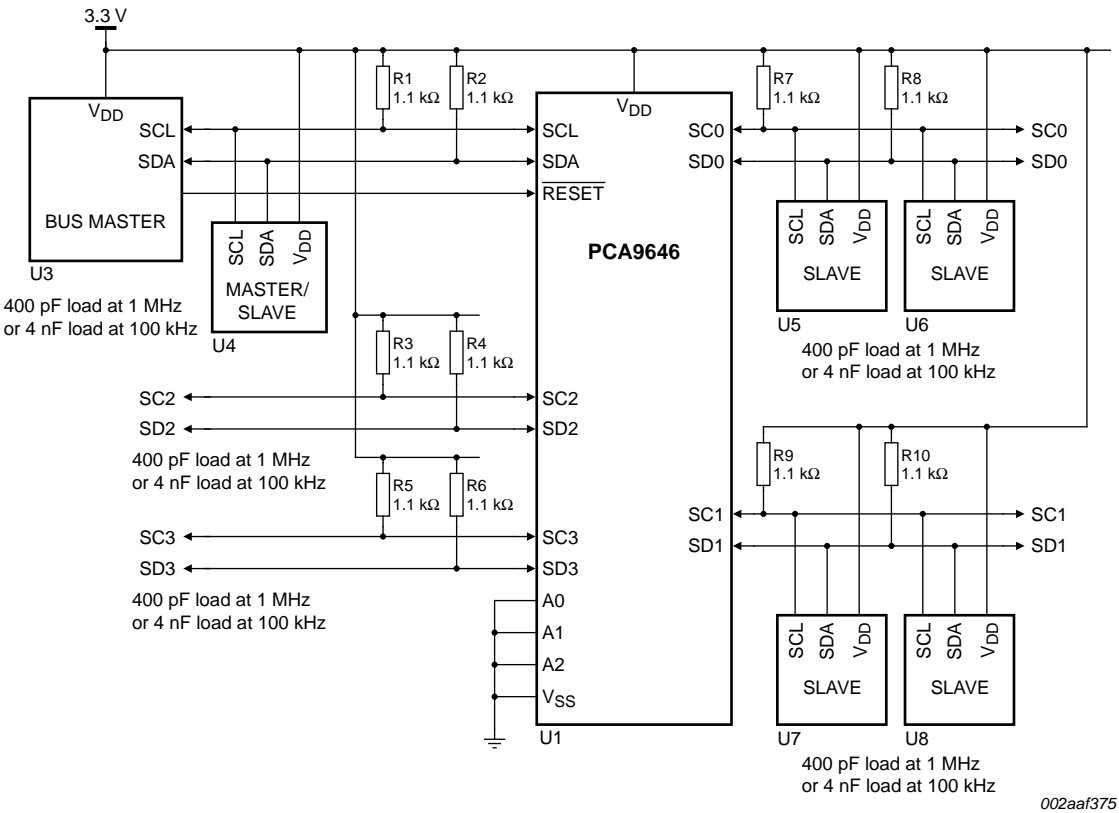 3.3 V
VDD
SCL
SDA
BUS MASTER
U3
400 pF load at 1 MHz
or 4 nF load at 100 kHz
SCL
SDA
VDD
MASTER/
SLAVE
U4
R1
1.1 kΩ
R2
1.1 kΩ
R3
1.1 kΩ
R4
1.1 kΩ
SC2
SD2
400 pF load at 1 MHz
or 4 nF load at 100 kHz
R5
1.1 kΩ
R6
1.1 kΩ
SC3
SD3
400 pF load at 1 MHz
or 4 nF load at 100 kHz
VDD
SCL
SDA
RESET
PCA9646
SC2
SD2
SC3
SD3
A0
A1
A2
VSS
U1
SC0
SD0
SC1
SD1
R7
1.1 kΩ
R8
1.1 kΩ
SC0
SD0
SCL
SDA
VDD
SLAVE
U5
SCL
SDA
VDD
SLAVE
U6
400 pF load at 1 MHz
or 4 nF load at 100 kHz
R9
1.1 kΩ
R10
1.1 kΩ
SC1
SD1
SCL
SDA
VDD
SLAVE
U7
SCL
SDA
VDD
SLAVE
U8
400 pF load at 1 MHz
or 4 nF load at 100 kHz
002aaf375